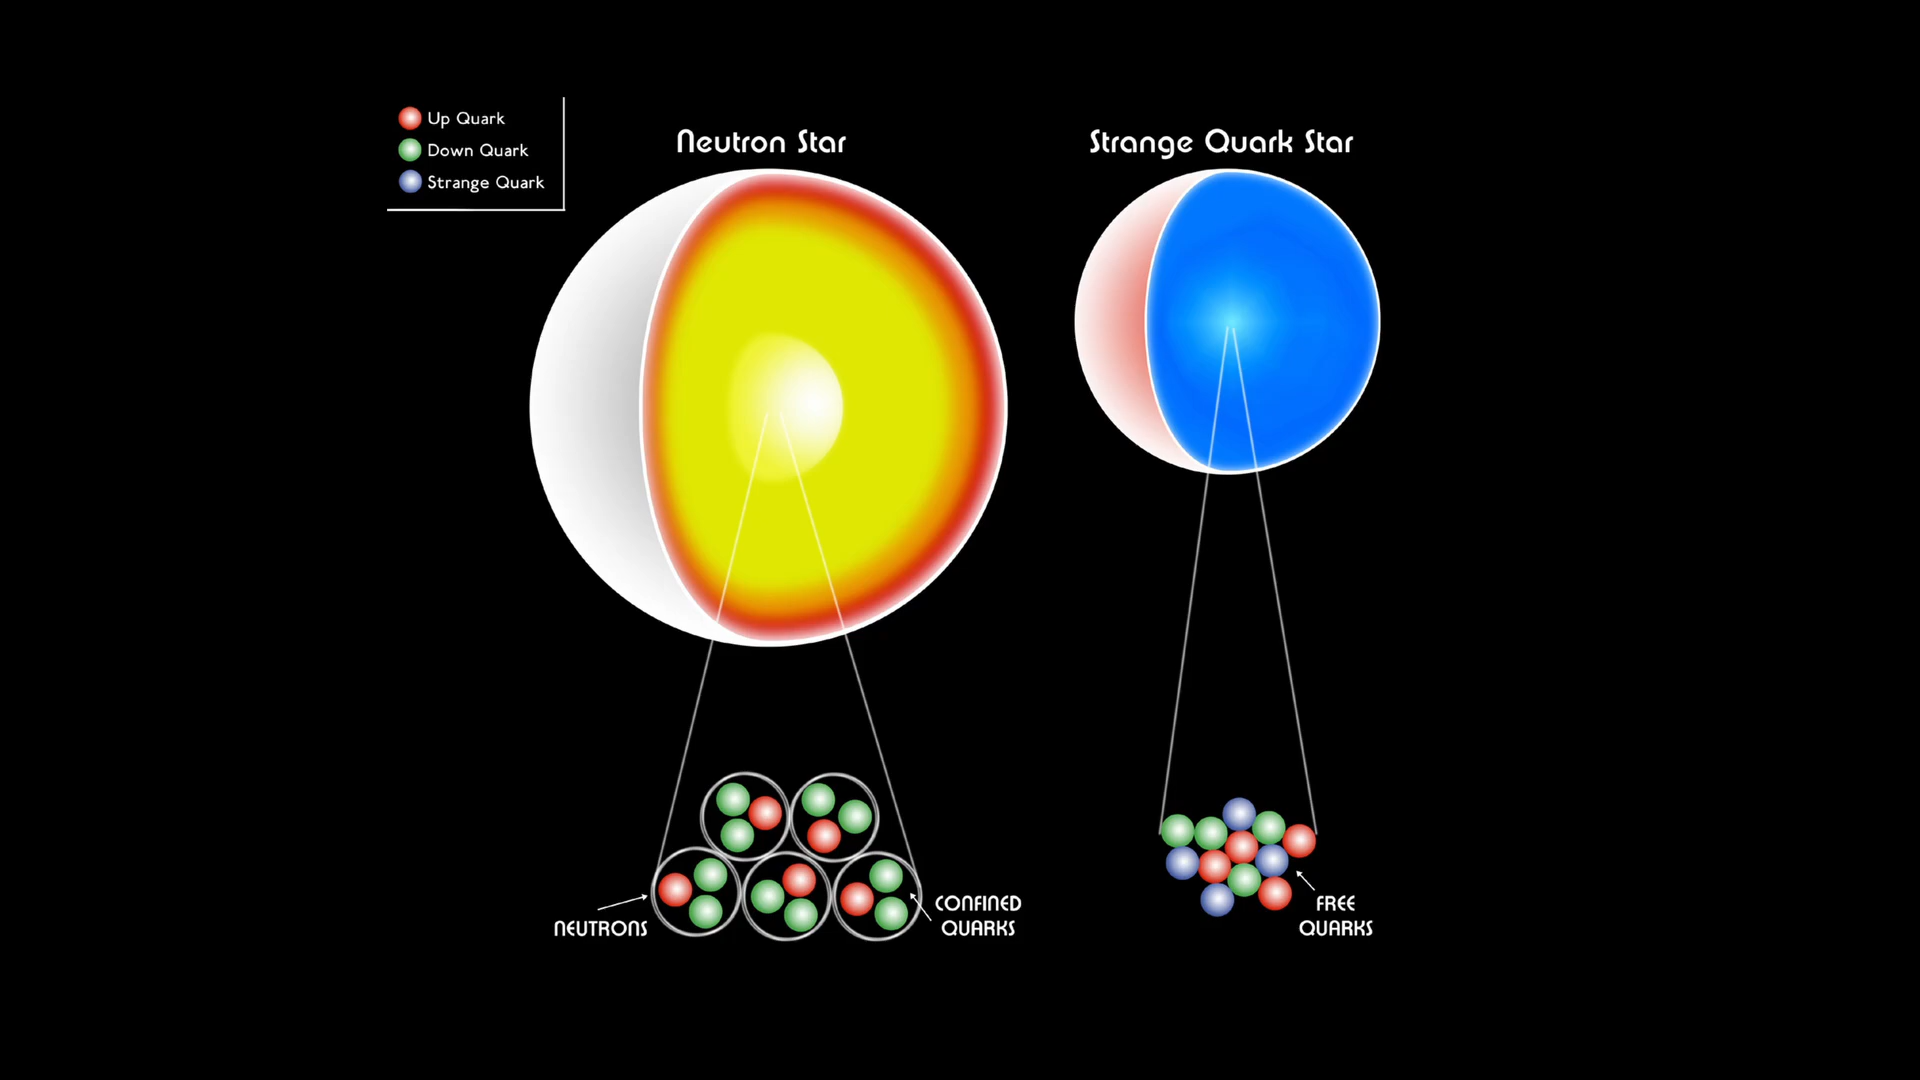 Up Quark
Down Quark
Strange Quark
Neutron Star
Strange Quark Star
NEUTRONS
CONFINED
QUARKS
FREE
QUARKS